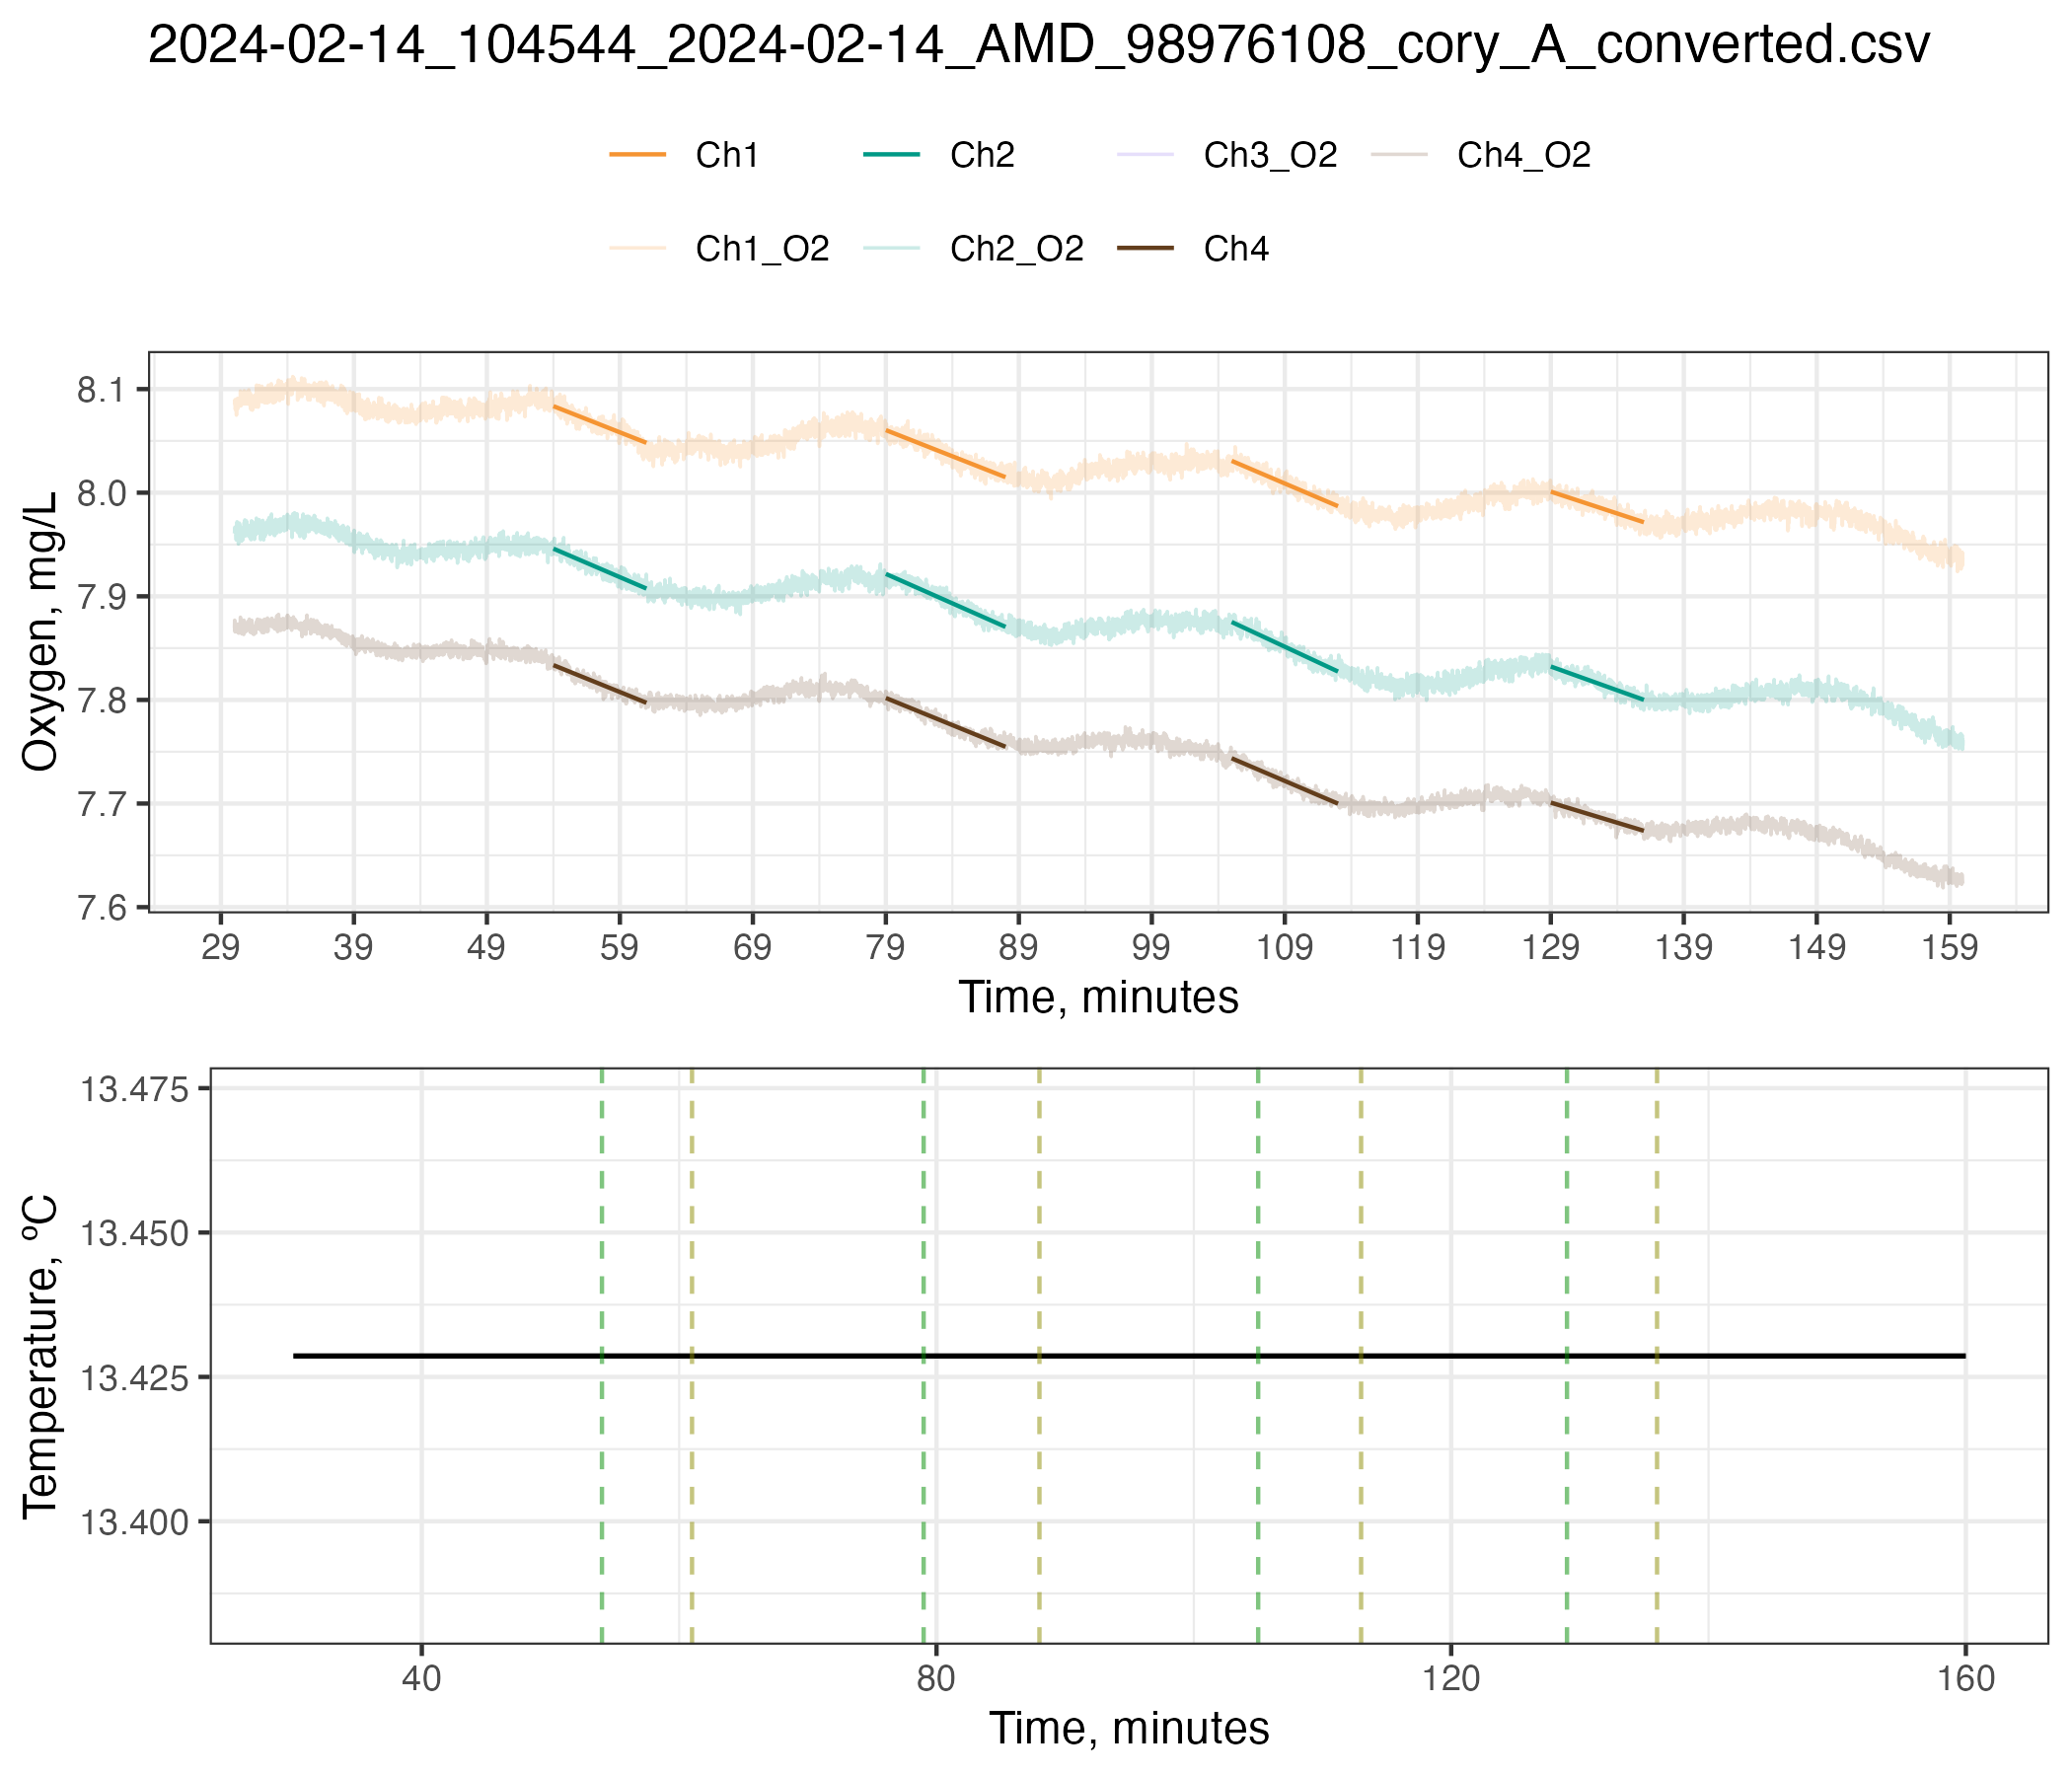 2024-02-14_104544_2024-02-14_AMD_98976108_cory_A_converted.csv
Ch1 Ch2 Ch3_O2 Ch4_O2
Ch1_O2 Ch2_O2 Ch4
Oxygen, mg/L
8.1
8.0
7.9
7.8
7.7
7.6
29 39 49 59 69 79 89 99 109 119 129 139 149 159
Time, minutes
Temperature, ºC
13.475
13.450
13.425
13.400
40 80 120 160
Time, minutes